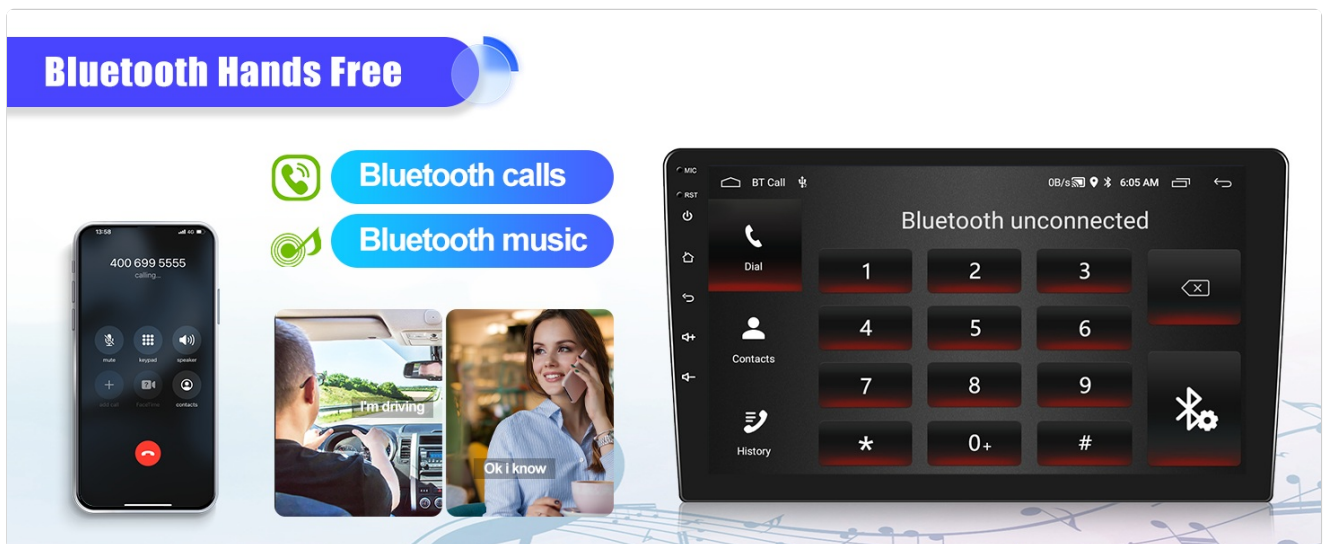 Bluetooth Hands Free
Bluetooth calls
Bluetooth music
13:58
4G
400 699 5555
calling...
mute keypad speaker
add call FaceTime contacts
I'm driving
Ok i know
MIC
RST
BT Call
0B/s 6:05 AM
Bluetooth unconnected
Dial
Contacts
History
1 2 3
4 5 6
7 8 9
* 0+ #